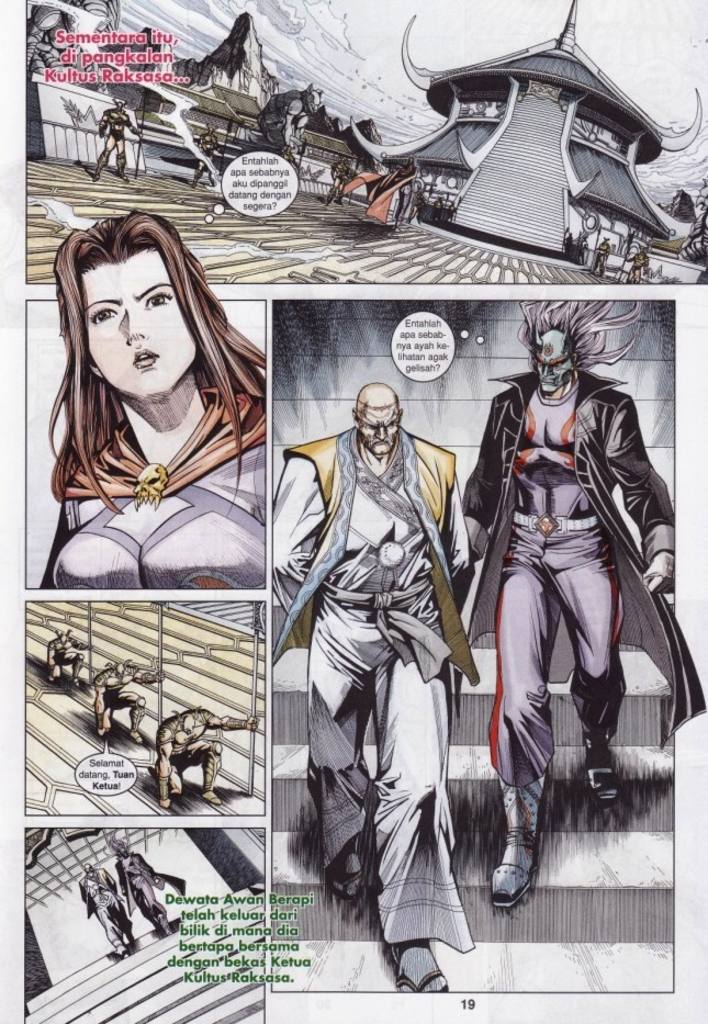 Sementara itu,
di pangkalan
Kultus Raksasa...
Entahlah
apa sebabnya
aku dipanggil
datang dengan
segera?
Entahlah
apa sebab-
nya ayah ke-
lihatan agak
gelisah?
Selamat
datang, Tuan
Ketua!
Dewata Awan Berapi
telah keluar dari
bilik di mana dia
bertapa bersama
dengan bekas Ketua
Kultus Raksasa.
19